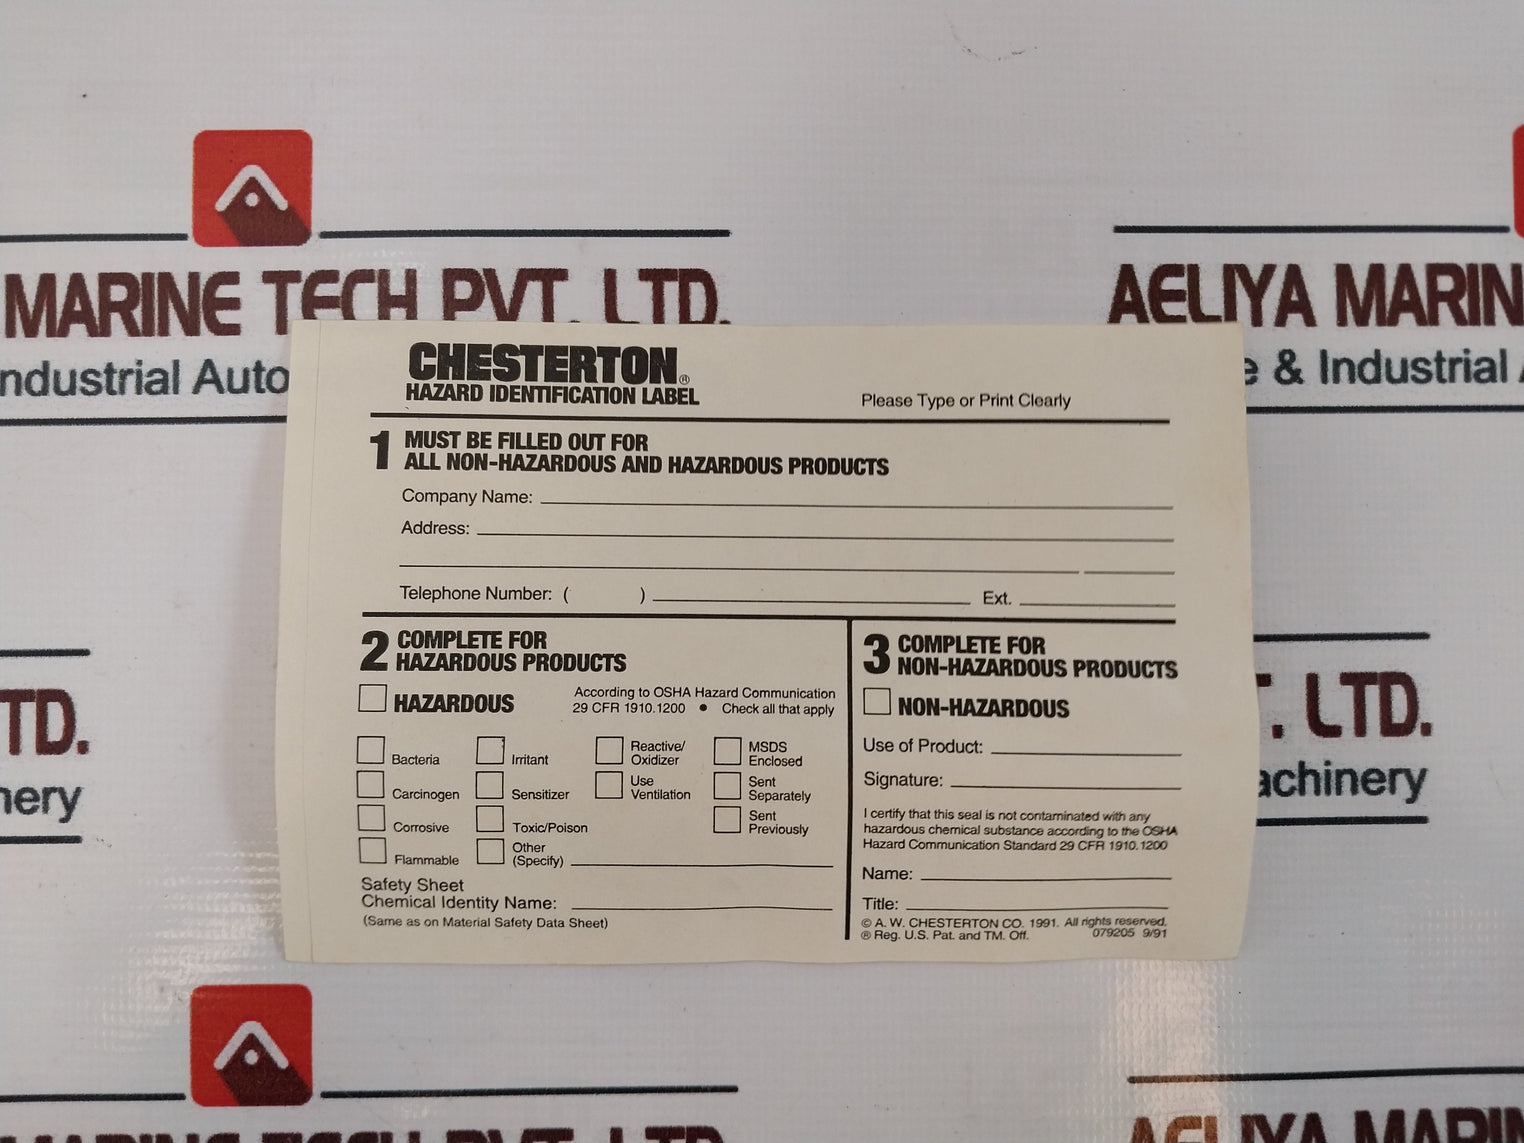 MARINE TECH PVT. LTD.
AELIYA MARIN
ndustrial Auto
e & Industrial A
CHESTERTON®
HAZARD IDENTIFICATION LABEL
Please Type or Print Clearly
1 MUST BE FILLED OUT FOR
ALL NON-HAZARDOUS AND HAZARDOUS PRODUCTS
Company Name:
Address:
Telephone Number: ( ) Ext.
2 COMPLETE FOR
HAZARDOUS PRODUCTS
HAZARDOUS
According to OSHA Hazard Communication
29 CFR 1910.1200 • Check all that apply
Bacteria
Irritant
Reactive/
Oxidizer
MSDS
Enclosed
Carcinogen
Sensitizer
Use
Ventilation
Sent
Separately
Corrosive
Toxic/Poison
Sent
Previously
Flammable
Other
(Specify)
Safety Sheet
Chemical Identity Name:
(Same as on Material Safety Data Sheet)
3 COMPLETE FOR
NON-HAZARDOUS PRODUCTS
NON-HAZARDOUS
Use of Product:
Signature:
I certify that this seal is not contaminated with any
hazardous chemical substance according to the OSHA
Hazard Communication Standard 29 CFR 1910.1200
Name:
Title:
© A. W. CHESTERTON CO. 1991. All rights reserved.
® Reg. U.S. Pat. and TM. Off. 079205 9/91
TD.
T. LTD.
nery
achinery
MARINE TECH PVT. LTD.
AELIYA MARIN